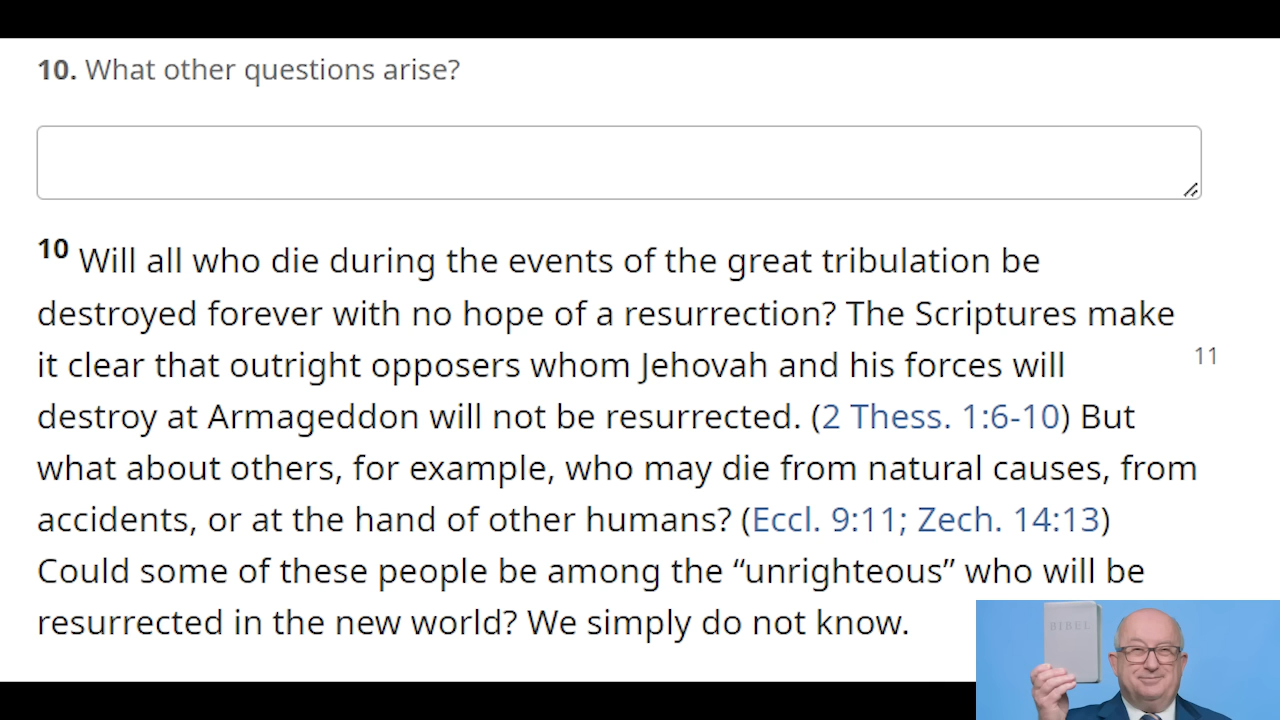 10. What other questions arise?
10 Will all who die during the events of the great tribulation be
destroyed forever with no hope of a resurrection? The Scriptures make
it clear that outright opposers whom Jehovah and his forces will
11
destroy at Armageddon will not be resurrected. (2 Thess. 1:6-10) But
what about others, for example, who may die from natural causes, from
accidents, or at the hand of other humans? (Eccl. 9:11; Zech. 14:13)
Could some of these people be among the “unrighteous” who will be
resurrected in the new world? We simply do not know.
BIBEL